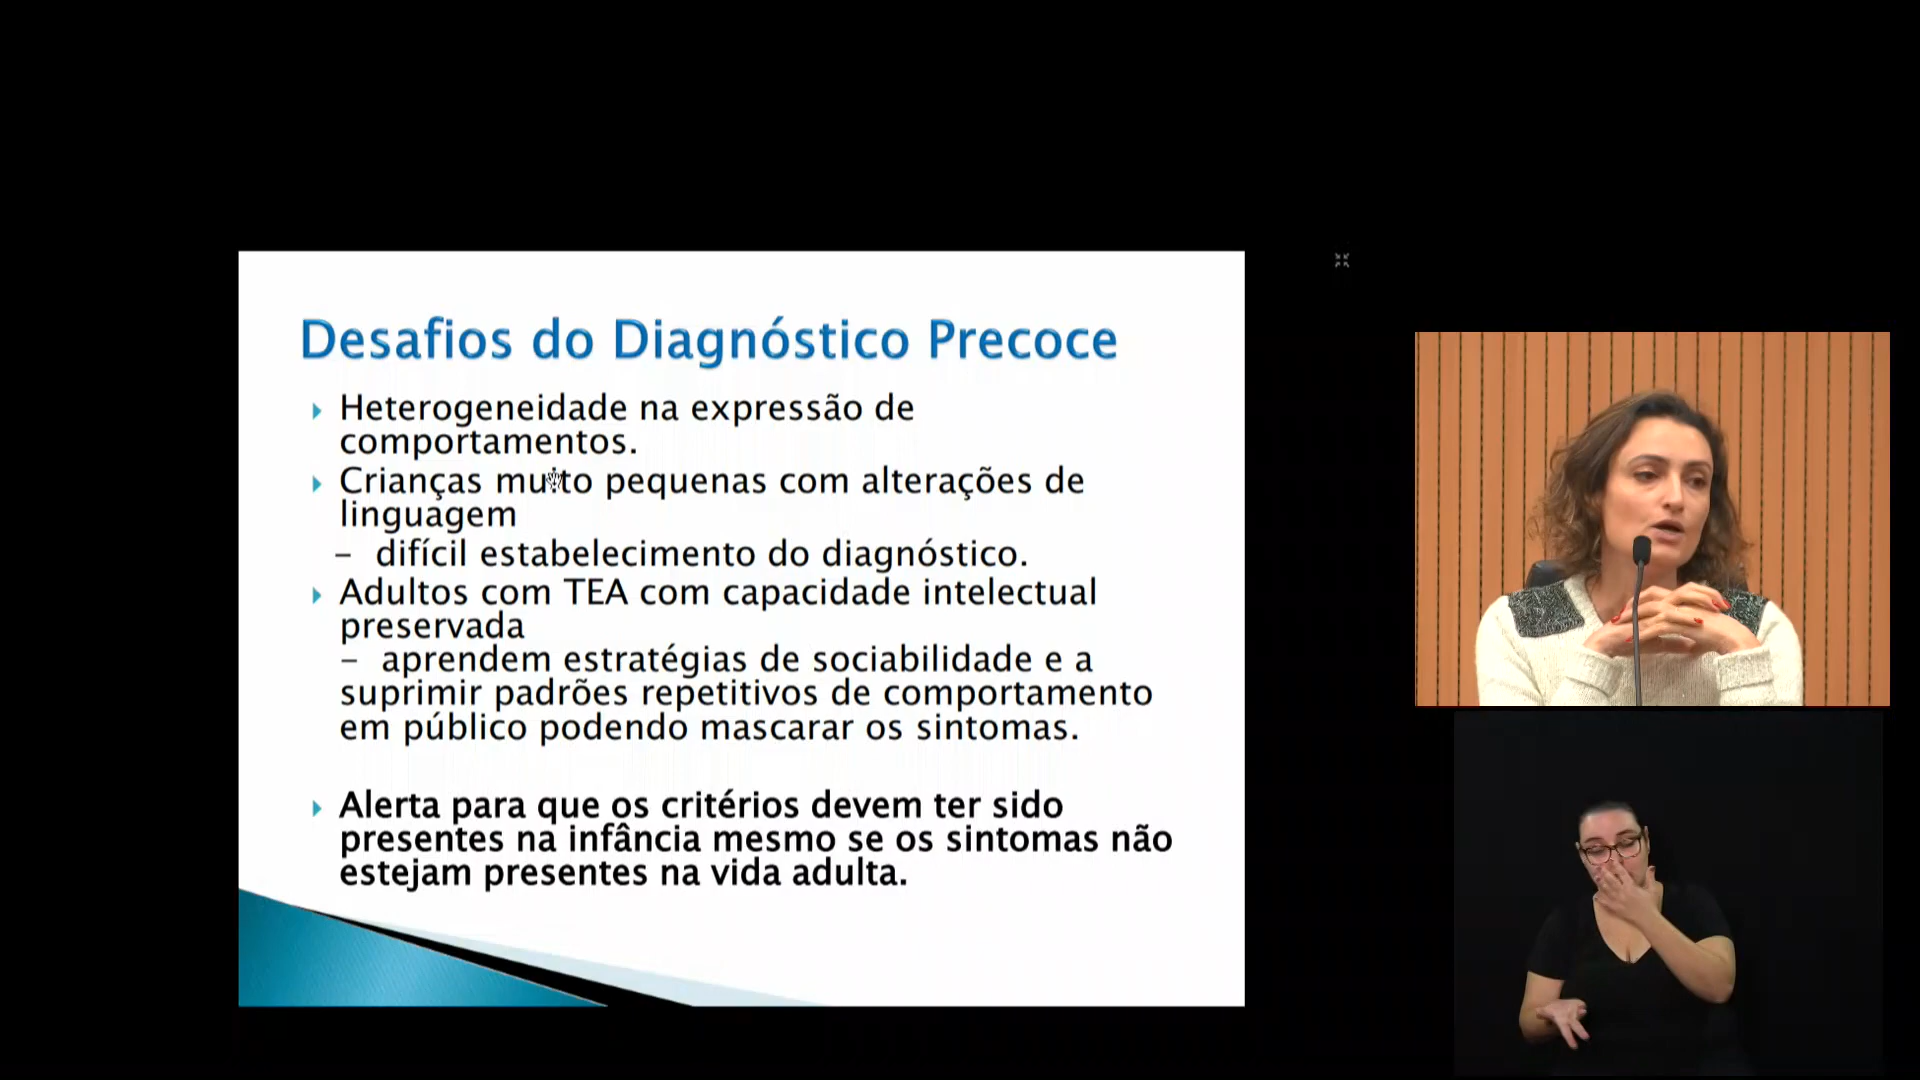 Desafios do Diagnóstico Precoce
Heterogeneidade na expressão de
comportamentos.
Crianças muito pequenas com alterações de
linguagem
– difícil estabelecimento do diagnóstico.
Adultos com TEA com capacidade intelectual
preservada
– aprendem estratégias de sociabilidade e a
suprimir padrões repetitivos de comportamento
em público podendo mascarar os sintomas.
Alerta para que os critérios devem ter sido
presentes na infância mesmo se os sintomas não
estejam presentes na vida adulta.